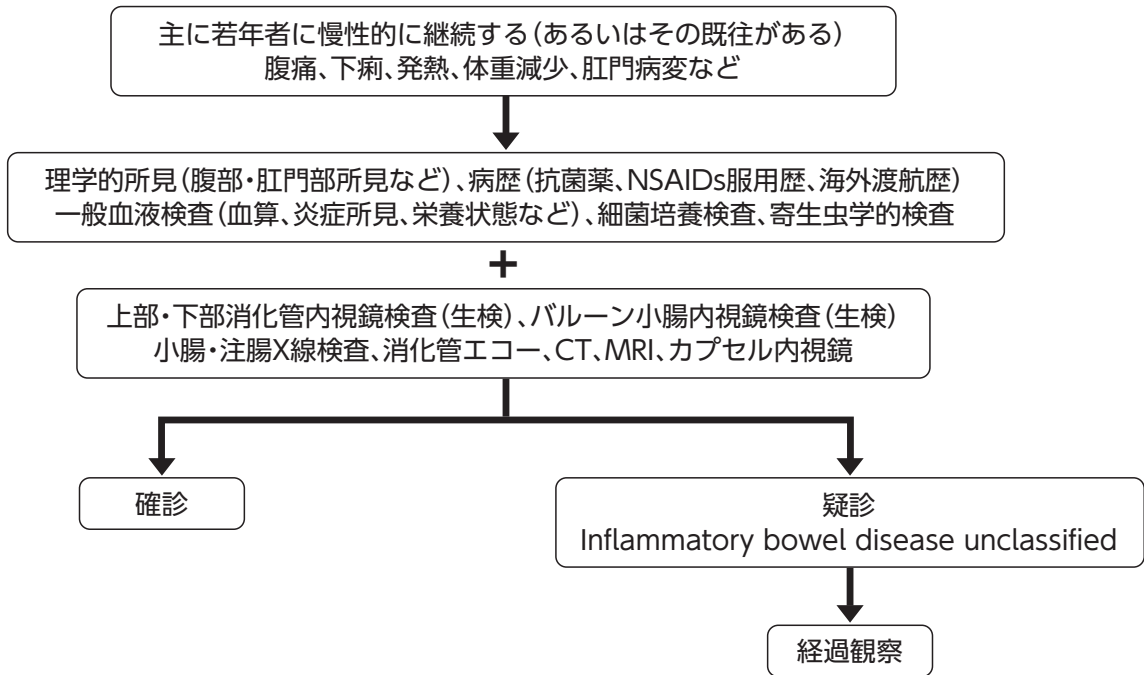 主に若年者に慢性的に継続する(あるいはその既往がある)
腹痛、下痢、発熱、体重減少、肛門病変など
理学的所見(腹部・肛門部所見など)、病歴(抗菌薬、NSAIDs服用歴、海外渡航歴)
一般血液検査(血算、炎症所見、栄養状態など)、細菌培養検査、寄生虫学的検査
+
上部・下部消化管内視鏡検査(生検)、バルーン小腸内視鏡検査(生検)
小腸・注腸X線検査、消化管エコー、CT、MRI、カプセル内視鏡
確診
疑診
Inflammatory bowel disease unclassified
経過観察